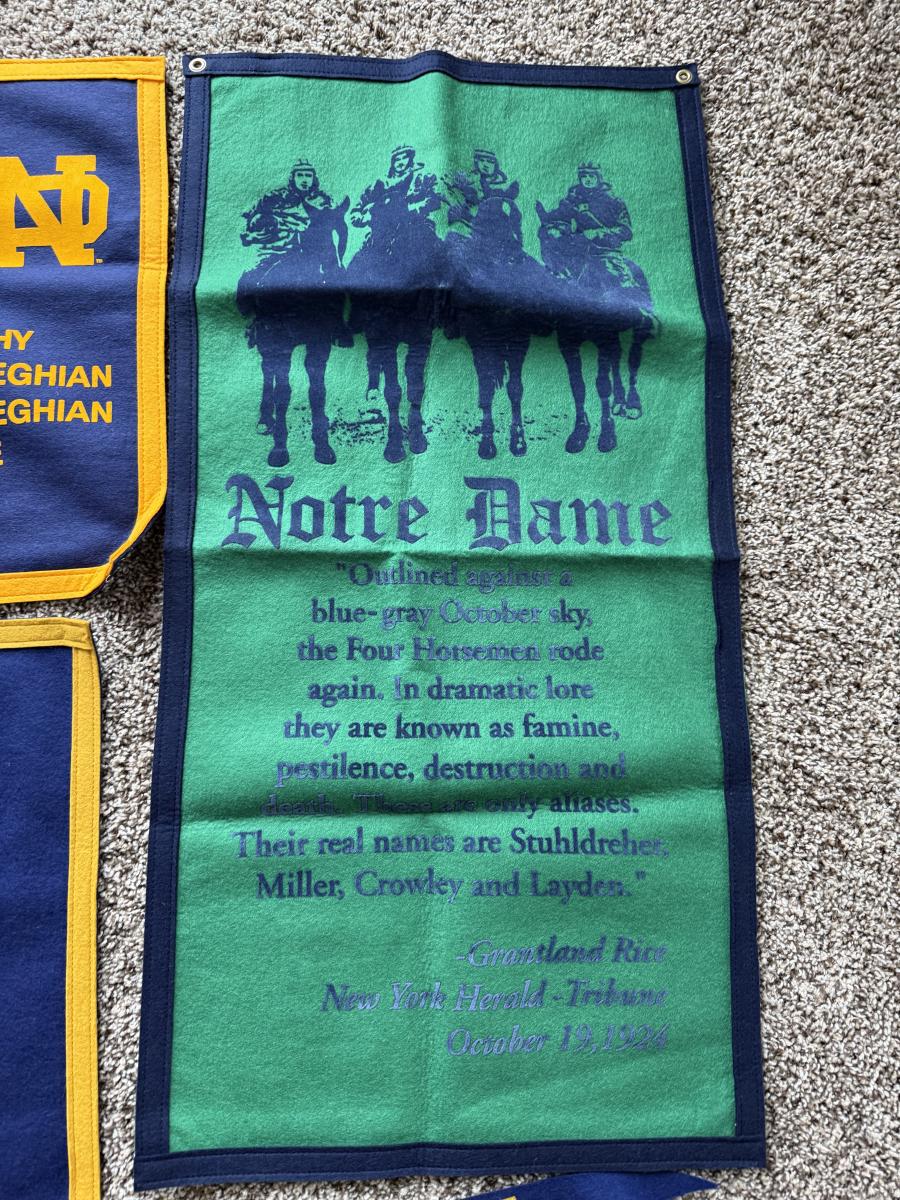 ND
HY
EGHIAN
EGHIAN
E
Notre Dame
"Outlined against a
blue-gray October sky,
the Four Horsemen rode
again. In dramatic lore
they are known as famine,
pestilence, destruction and
death. These are only aliases.
Their real names are Stuhldreher,
Miller, Crowley and Layden."
-Grantland Rice
New York Herald -Tribune
October 19,1924